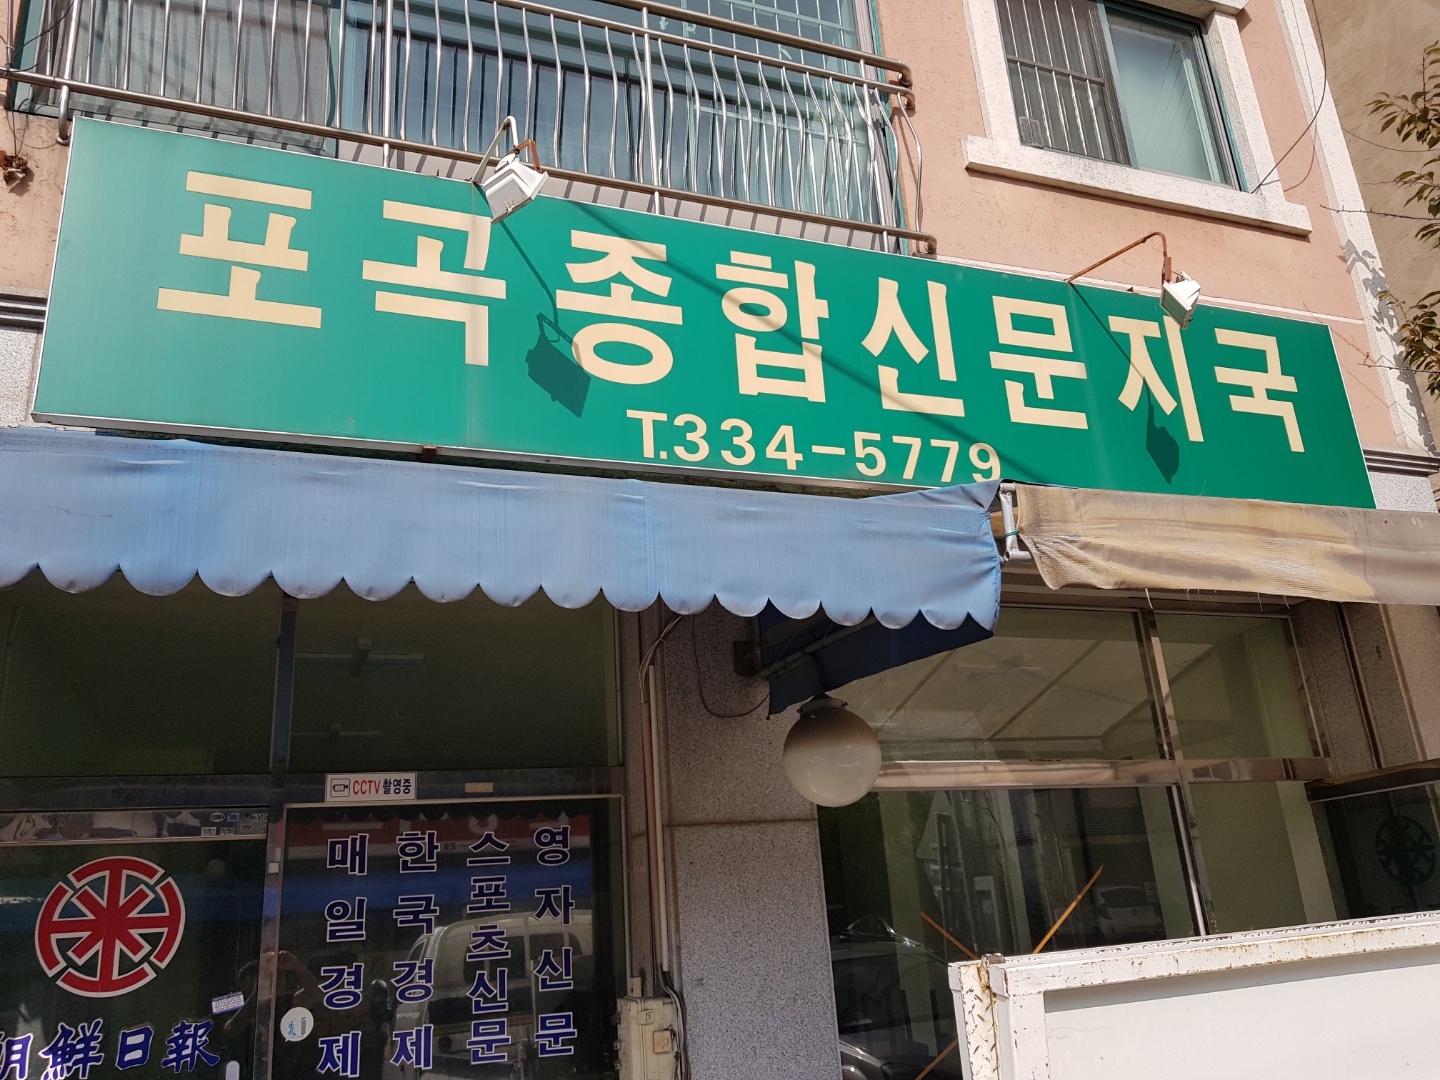 포곡종합신문지국
T.334-5779
CCTV 촬영중
매일경제
한국경제
스포츠신문
영자신문
朝鮮日報